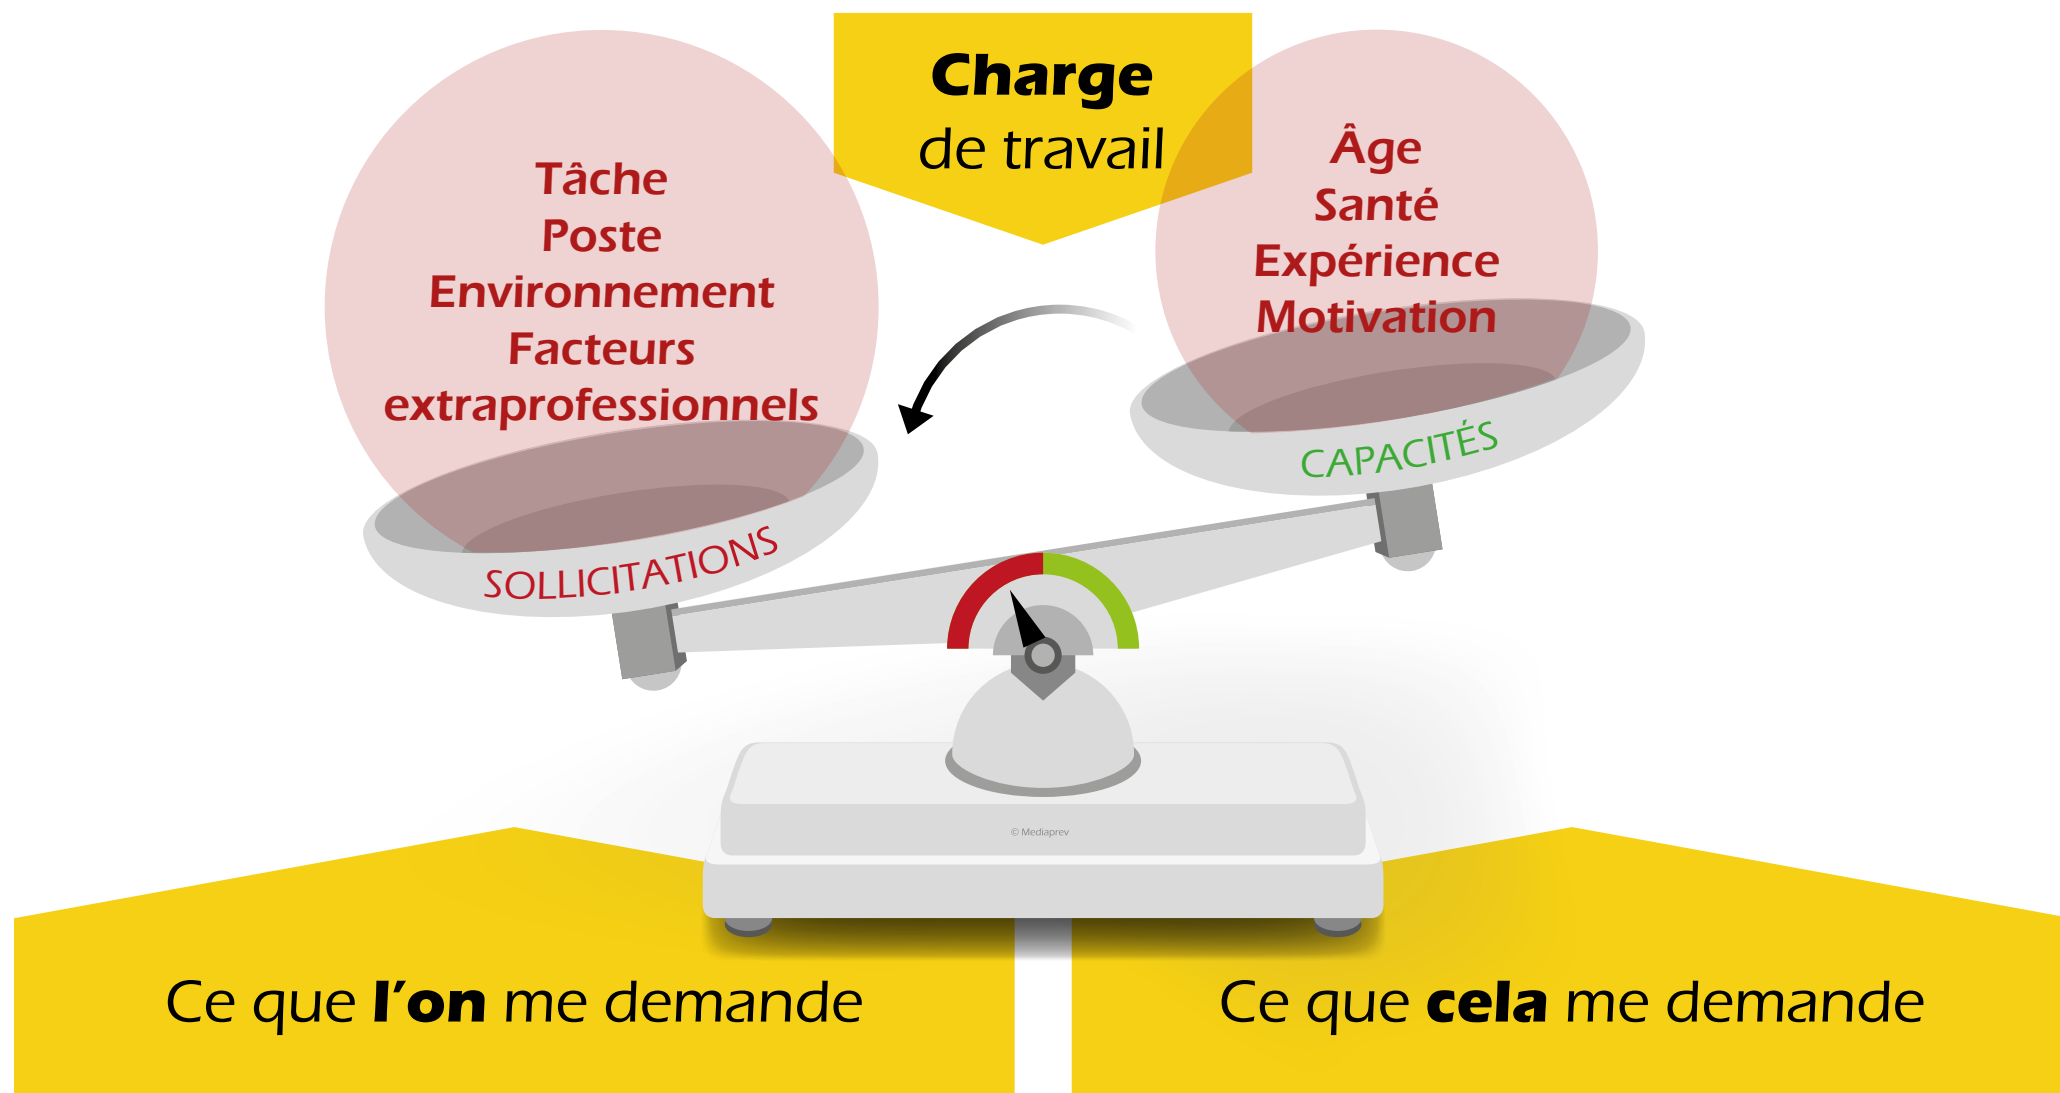 Charge
de travail
Tâche
Poste
Environnement
Facteurs
extraprofessionnels
SOLLICITATIONS
Âge
Santé
Expérience
Motivation
CAPACITÉS
© Mediaprev
Ce que l’on me demande
Ce que cela me demande